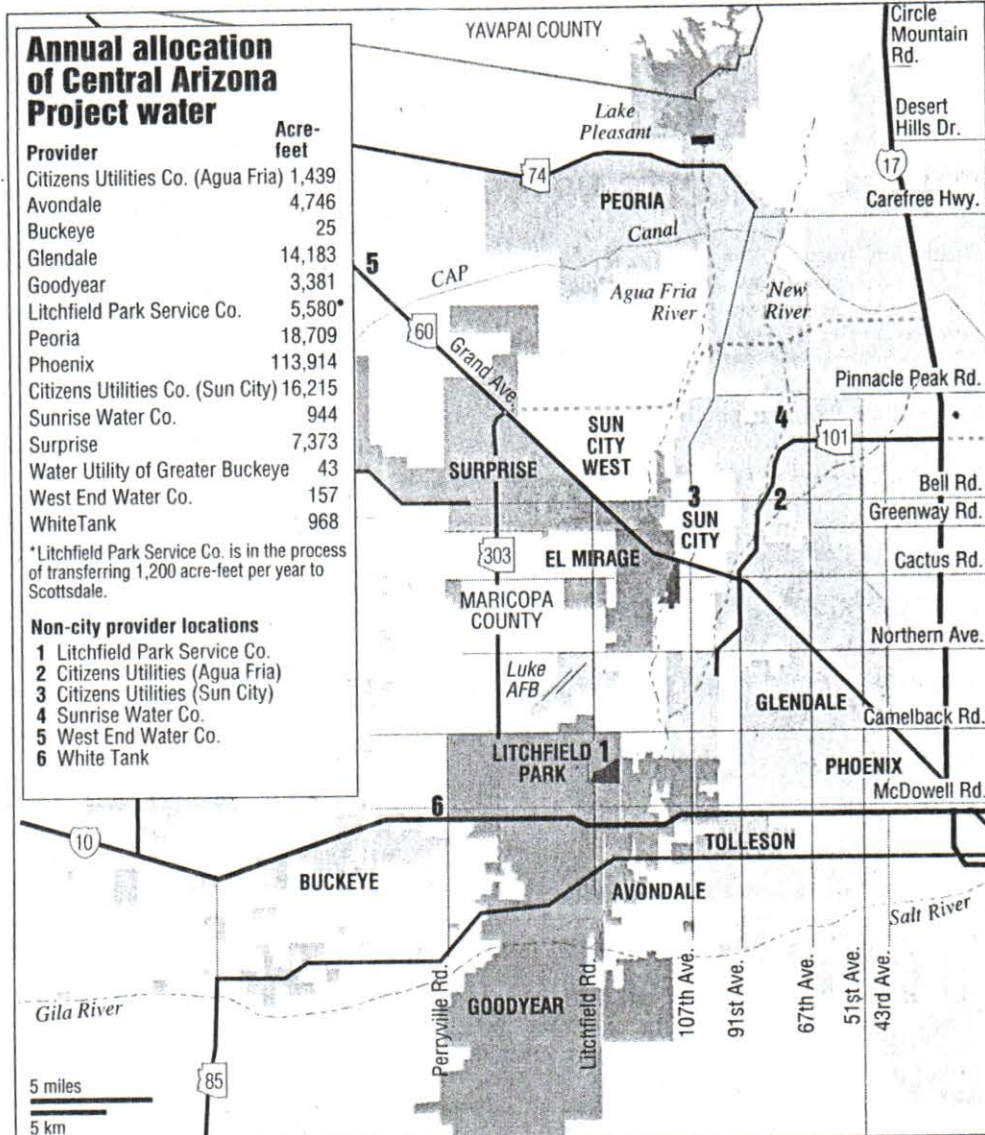 Annual allocation
of Central Arizona
Project water
Provider Acre-feet
Citizens Utilities Co. (Agua Fria) 1,439
Avondale 4,746
Buckeye 25
Glendale 14,183
Goodyear 3,381
Litchfield Park Service Co. 5,580*
Peoria 18,709
Phoenix 113,914
Citizens Utilities Co. (Sun City) 16,215
Sunrise Water Co. 944
Surprise 7,373
Water Utility of Greater Buckeye 43
West End Water Co. 157
WhiteTank 968
*Litchfield Park Service Co. is in the process
of transferring 1,200 acre-feet per year to
Scottsdale.
Non-city provider locations
1 Litchfield Park Service Co.
2 Citizens Utilities (Agua Fria)
3 Citizens Utilities (Sun City)
4 Sunrise Water Co.
5 West End Water Co.
6 White Tank
YAVAPAI COUNTY
Circle
Mountain
Rd.
Lake
Pleasant
Desert
Hills Dr.
17
74
PEORIA
Carefree Hwy.
Canal
5
CAP
Agua Fria
River
New
River
60
Grand Ave.
Pinnacle Peak Rd.
4
101
SUN
CITY
WEST
SURPRISE
Bell Rd.
3
2
SUN
CITY
Greenway Rd.
303
EL MIRAGE
Cactus Rd.
MARICOPA
COUNTY
Northern Ave.
Luke
AFB
GLENDALE
Camelback Rd.
LITCHFIELD
PARK
1
PHOENIX
McDowell Rd.
6
10
TOLLESON
BUCKEYE
AVONDALE
Salt River
Gila River
Perryville Rd.
GOODYEAR
Litchfield Rd.
107th Ave.
91st Ave.
67th Ave.
51st Ave.
43rd Ave.
85
5 miles
5 km